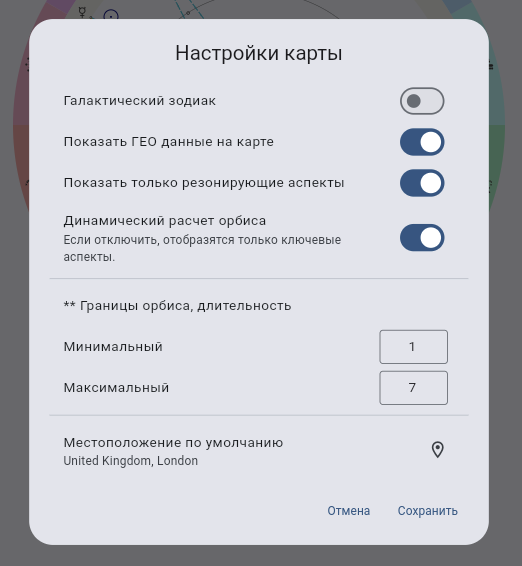 Настройки карты
Галактический зодиак
Показать ГЕО данные на карте
Показать только резонирующие аспекты
Динамический расчет орбиса
Если отключить, отобразятся только ключевые
аспекты.
** Границы орбиса, длительность
Минимальный 1
Максимальный 7
Местоположение по умолчанию
United Kingdom, London
Отмена Сохранить